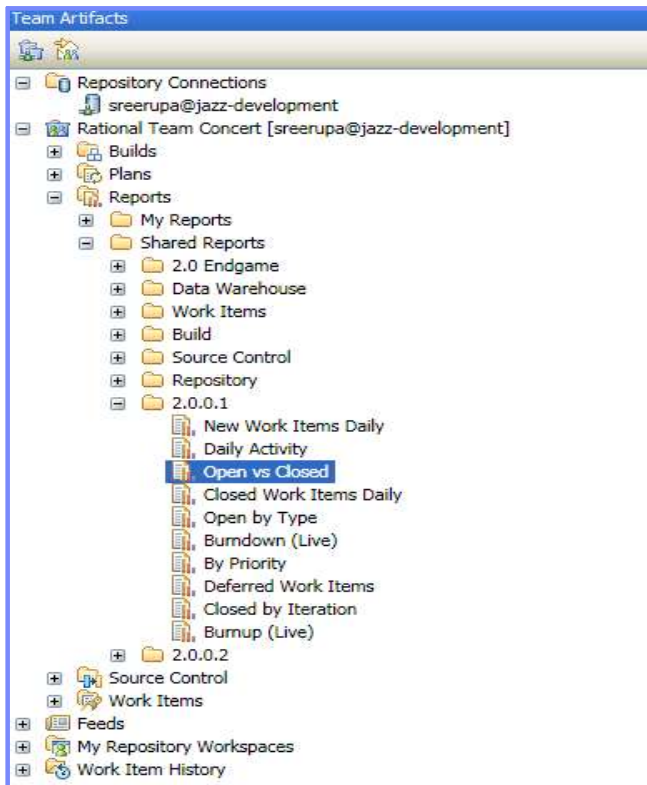 Team Artifacts
Repository Connections
sreerupa@jazz-development
Rational Team Concert [sreerupa@jazz-development]
Builds
Plans
Reports
My Reports
Shared Reports
2.0 Endgame
Data Warehouse
Work Items
Build
Source Control
Repository
2.0.0.1
New Work Items Daily
Daily Activity
Open vs Closed
Closed Work Items Daily
Open by Type
Burndown (Live)
By Priority
Deferred Work Items
Closed by Iteration
Burnup (Live)
2.0.0.2
Source Control
Work Items
Feeds
My Repository Workspaces
Work Item History